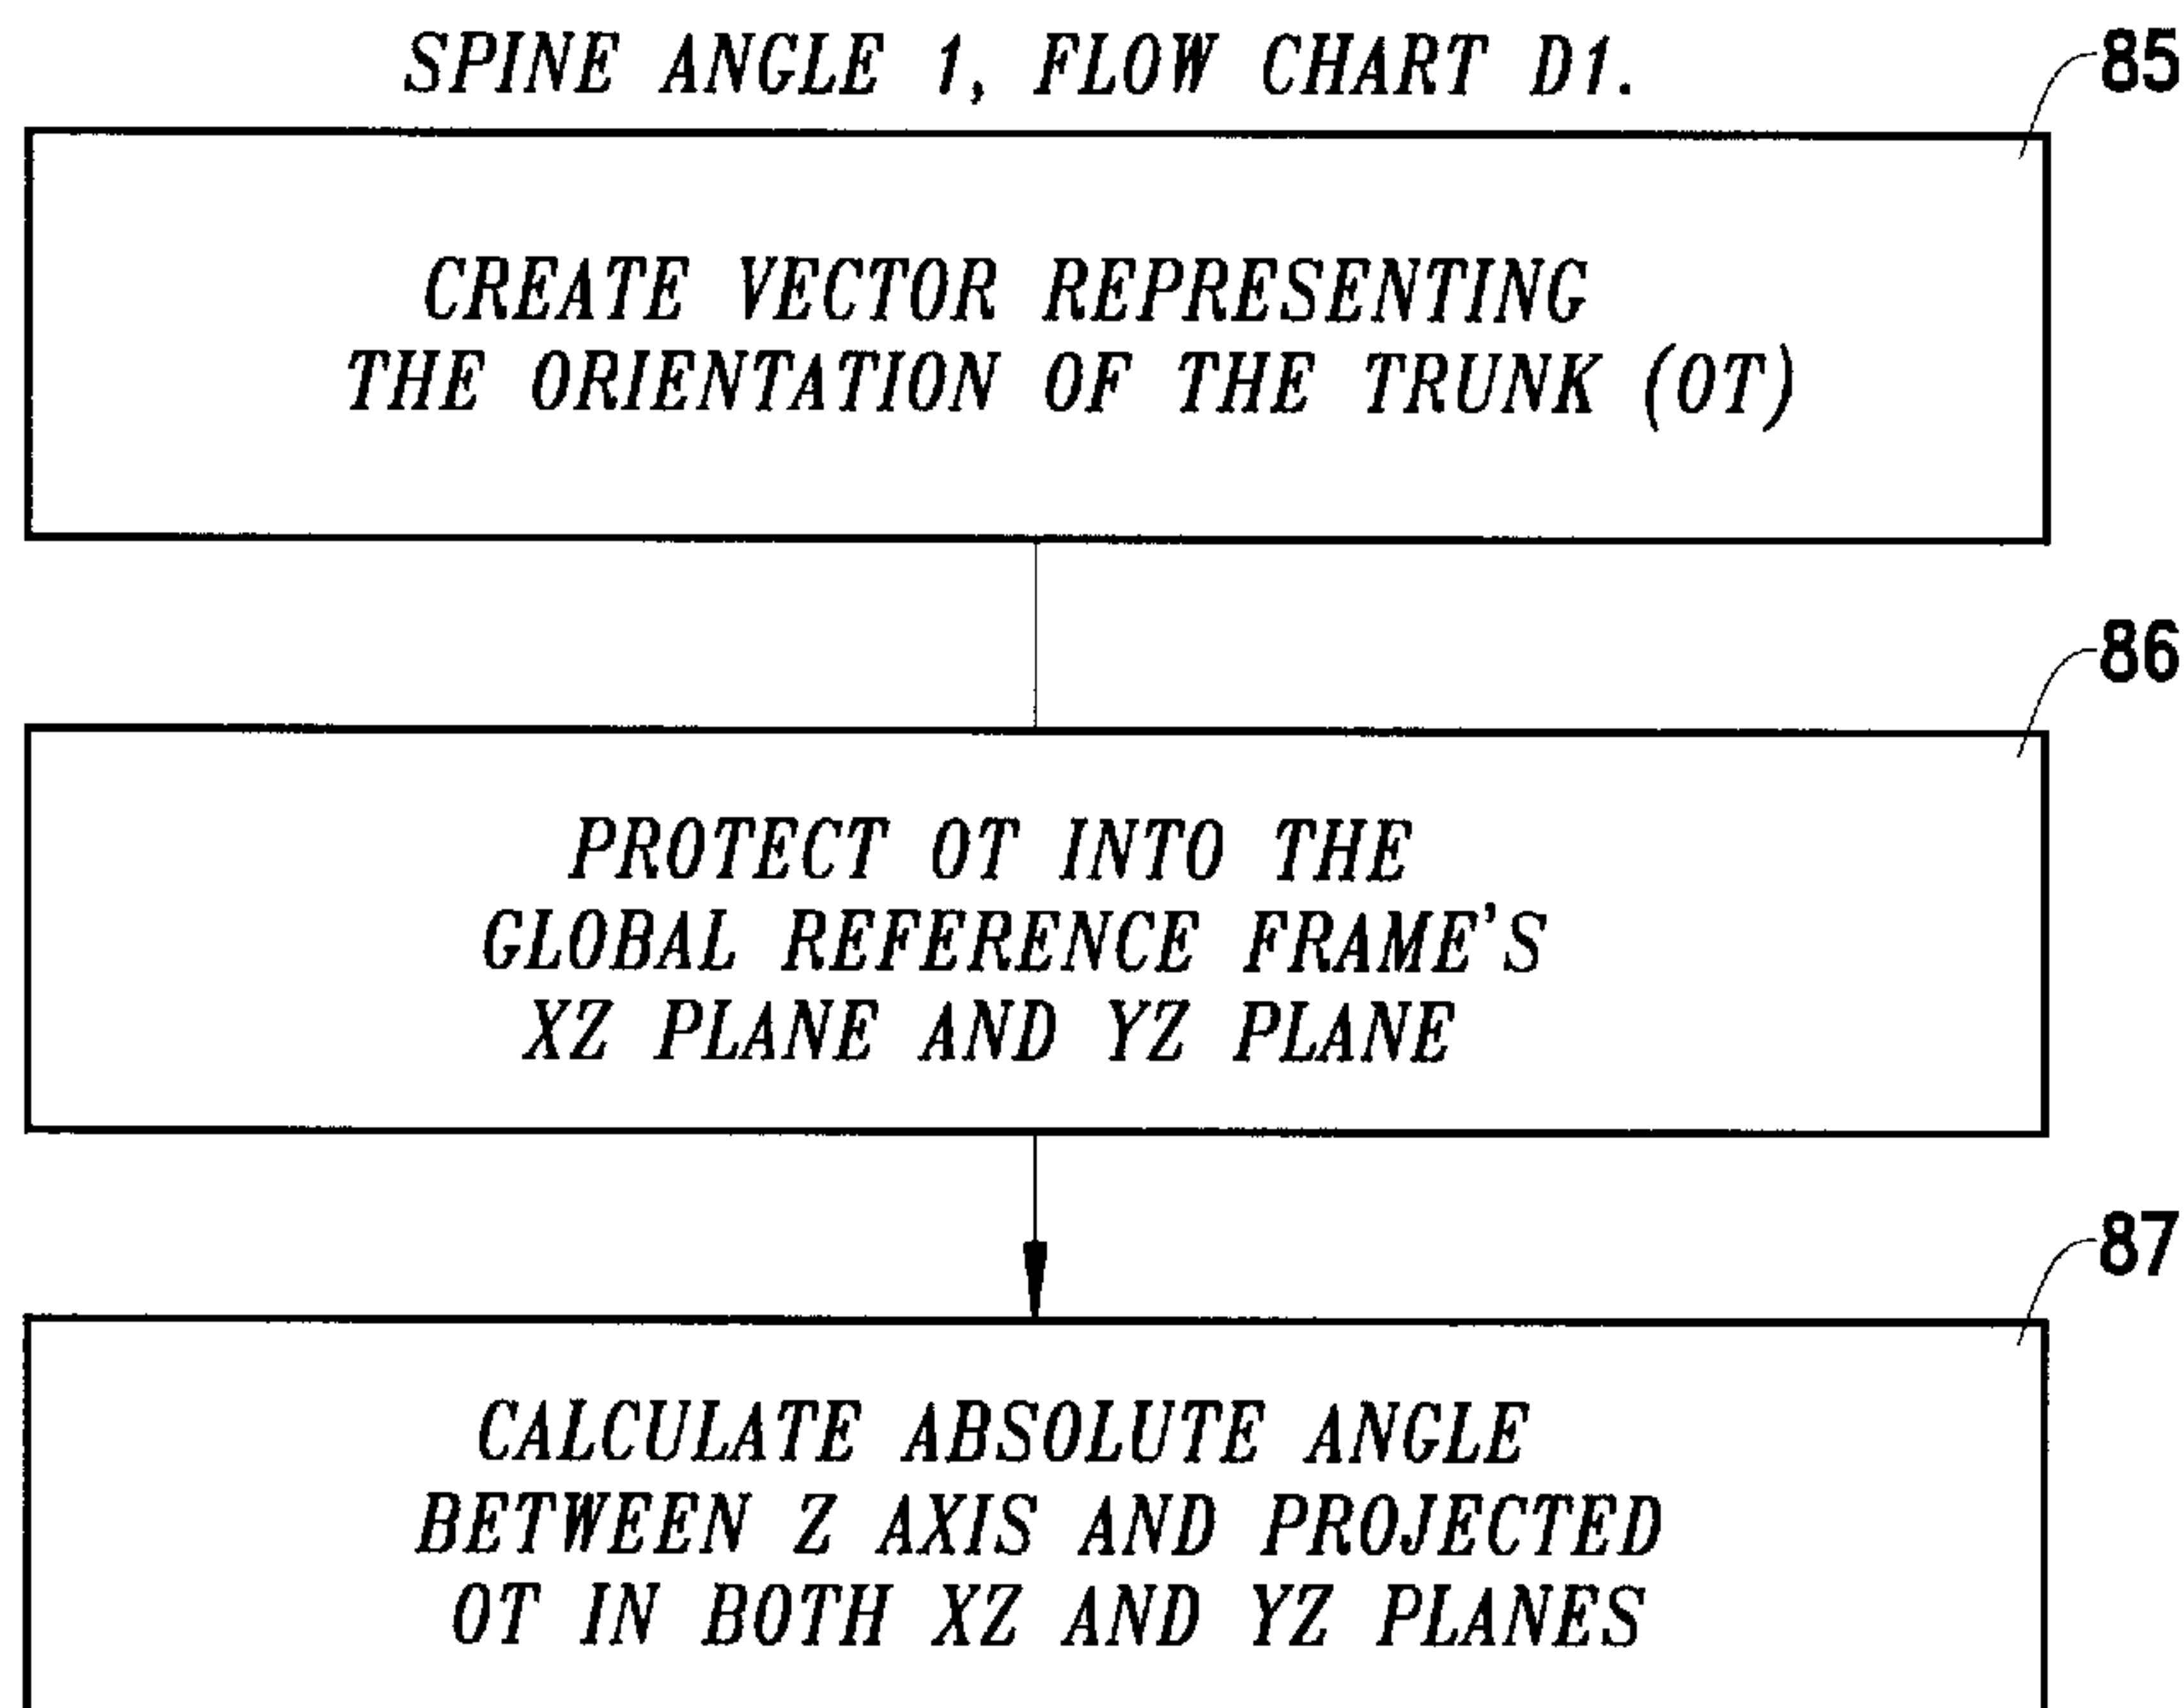 SPINE ANGLE 1, FLOW CHART D1.
85
CREATE VECTOR REPRESENTING
THE ORIENTATION OF THE TRUNK (OT)
86
PROTECT OT INTO THE
GLOBAL REFERENCE FRAME'S
XZ PLANE AND YZ PLANE
87
CALCULATE ABSOLUTE ANGLE
BETWEEN Z AXIS AND PROJECTED
OT IN BOTH XZ AND YZ PLANES